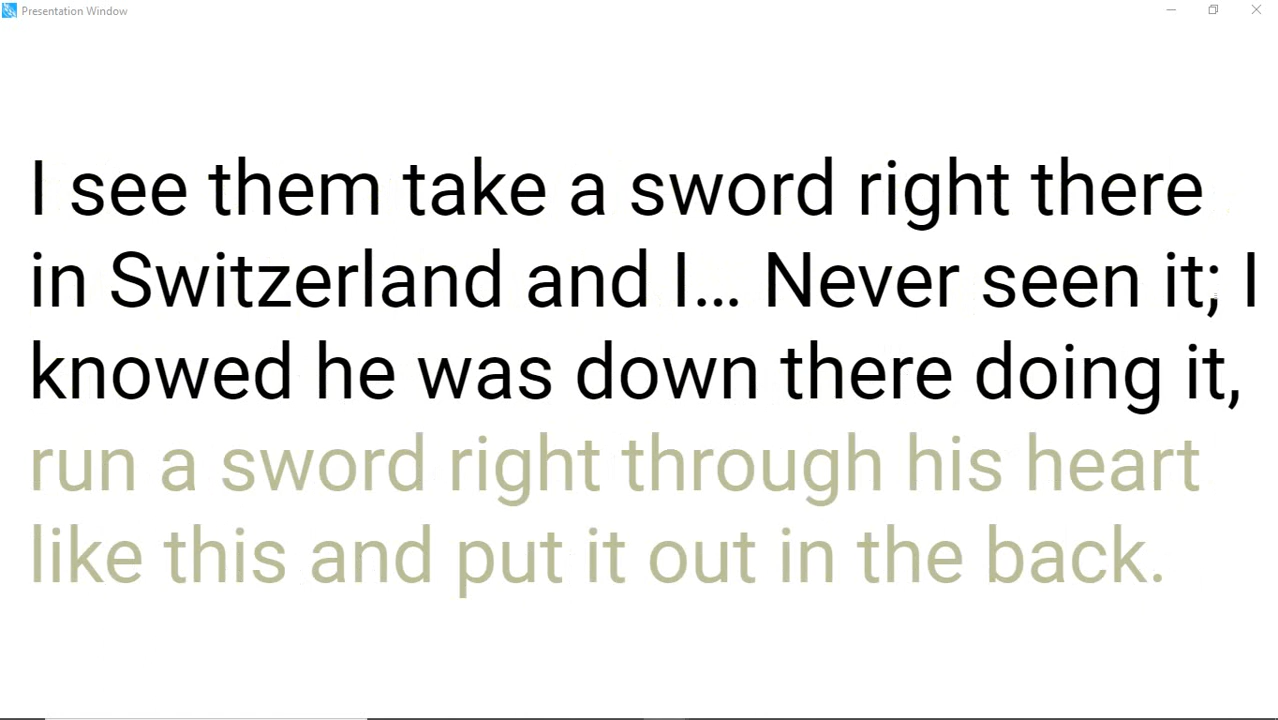 Presentation Window
I see them take a sword right there
in Switzerland and I… Never seen it; I
knowed he was down there doing it,
run a sword right through his heart
like this and put it out in the back.